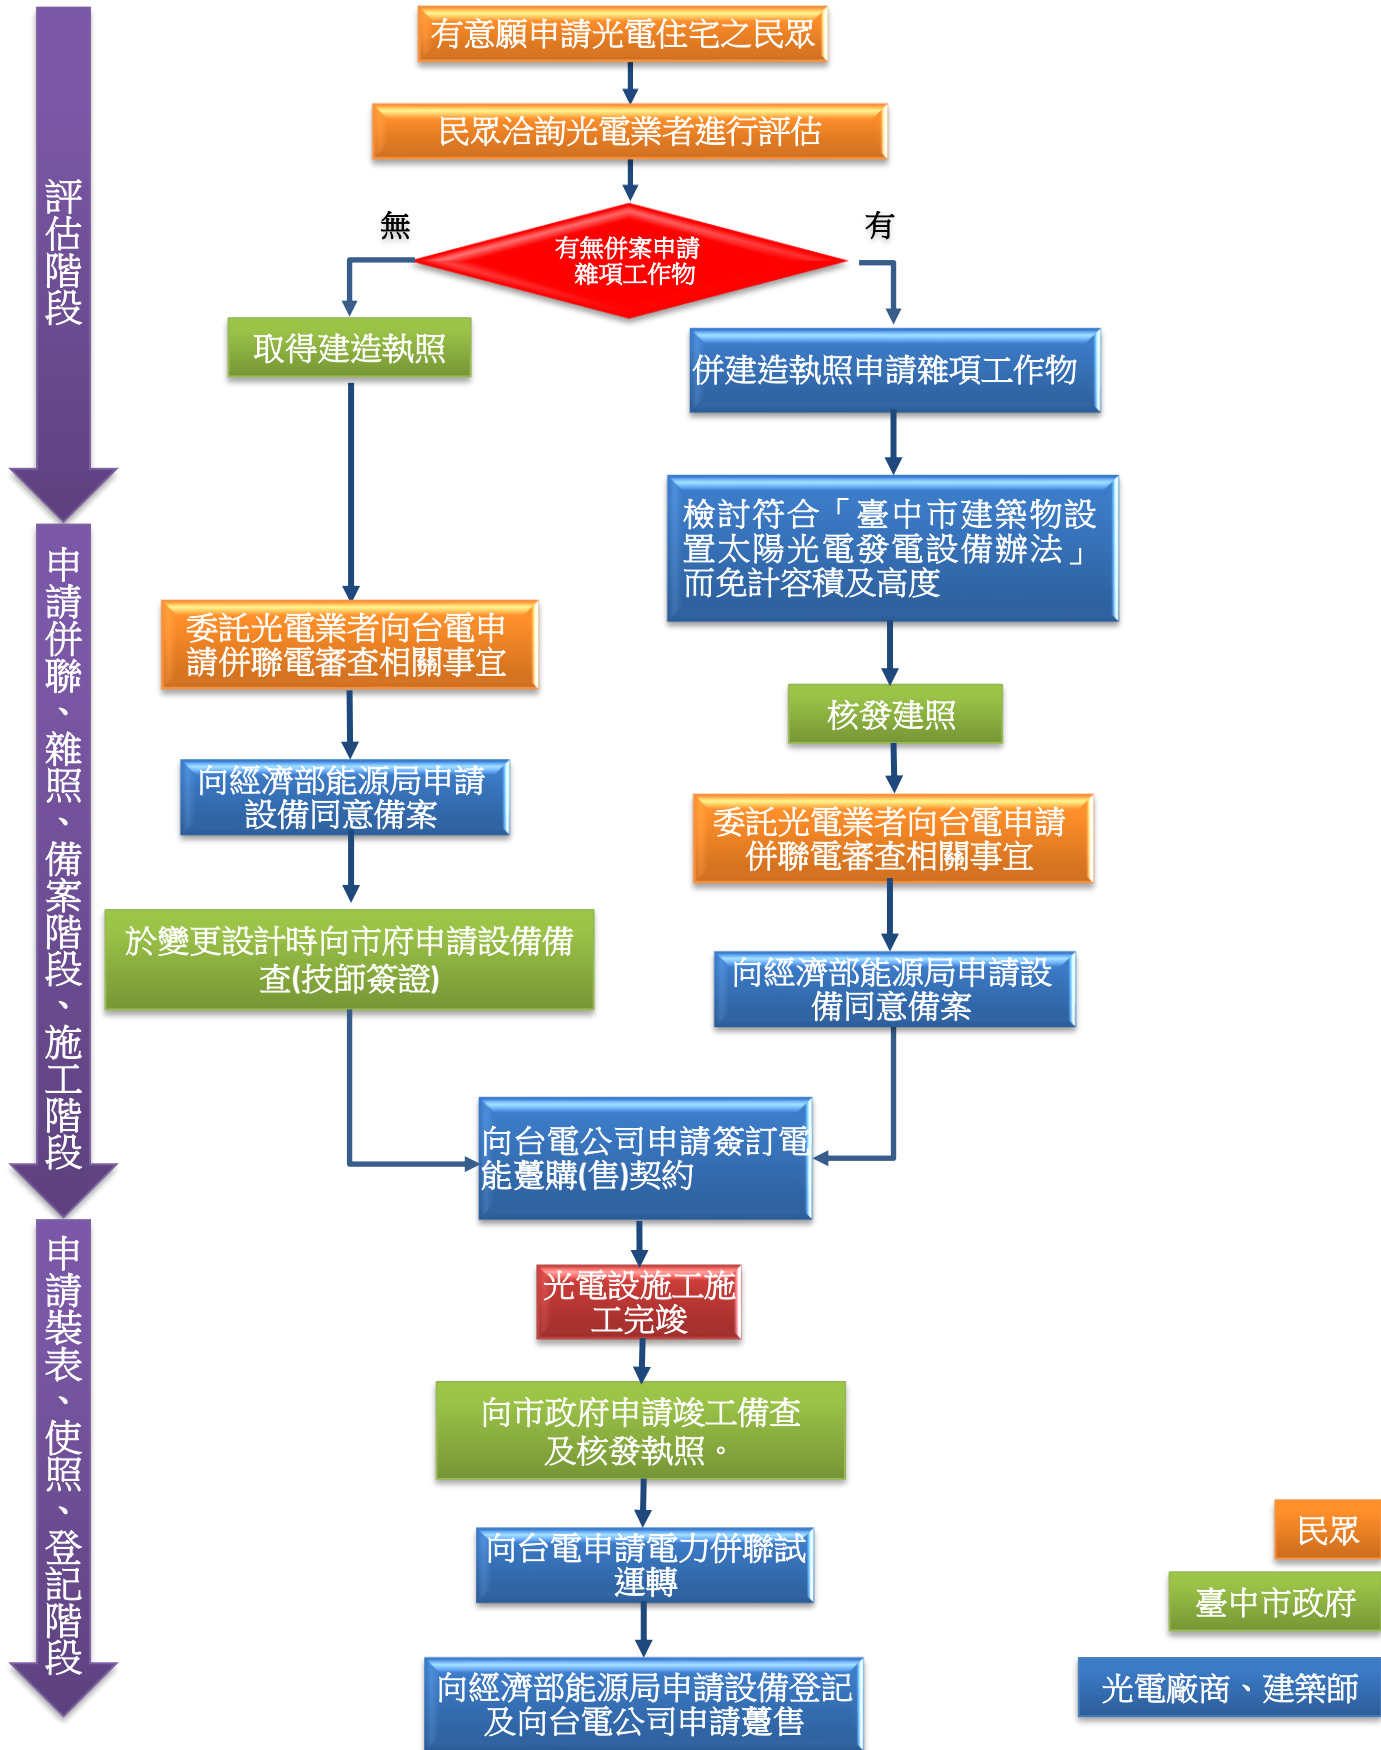 有意願申請光電住宅之民眾
民眾洽詢光電業者進行評估
無
有
有無併案申請
雜項工作物
取得建造執照
併建造執照申請雜項工作物
檢討符合「臺中市建築物設
置太陽光電發電設備辦法」
而免計容積及高度
委託光電業者向台電申
請併聯電審查相關事宜
核發建照
向經濟部能源局申請
設備同意備案
委託光電業者向台電申請
併聯電審查相關事宜
於變更設計時向市府申請設備備
查(技師簽證)
向經濟部能源局申請設
備同意備案
向台電公司申請簽訂電
能躉購(售)契約
光電設施工施
工完竣
向市政府申請竣工備查
及核發執照。
向台電申請電力併聯試
運轉
向經濟部能源局申請設備登記
及向台電公司申請躉售
評估階段
申請併聯、雜照、備案階段、施工階段
申請裝表、使照、登記階段
民眾
臺中市政府
光電廠商、建築師